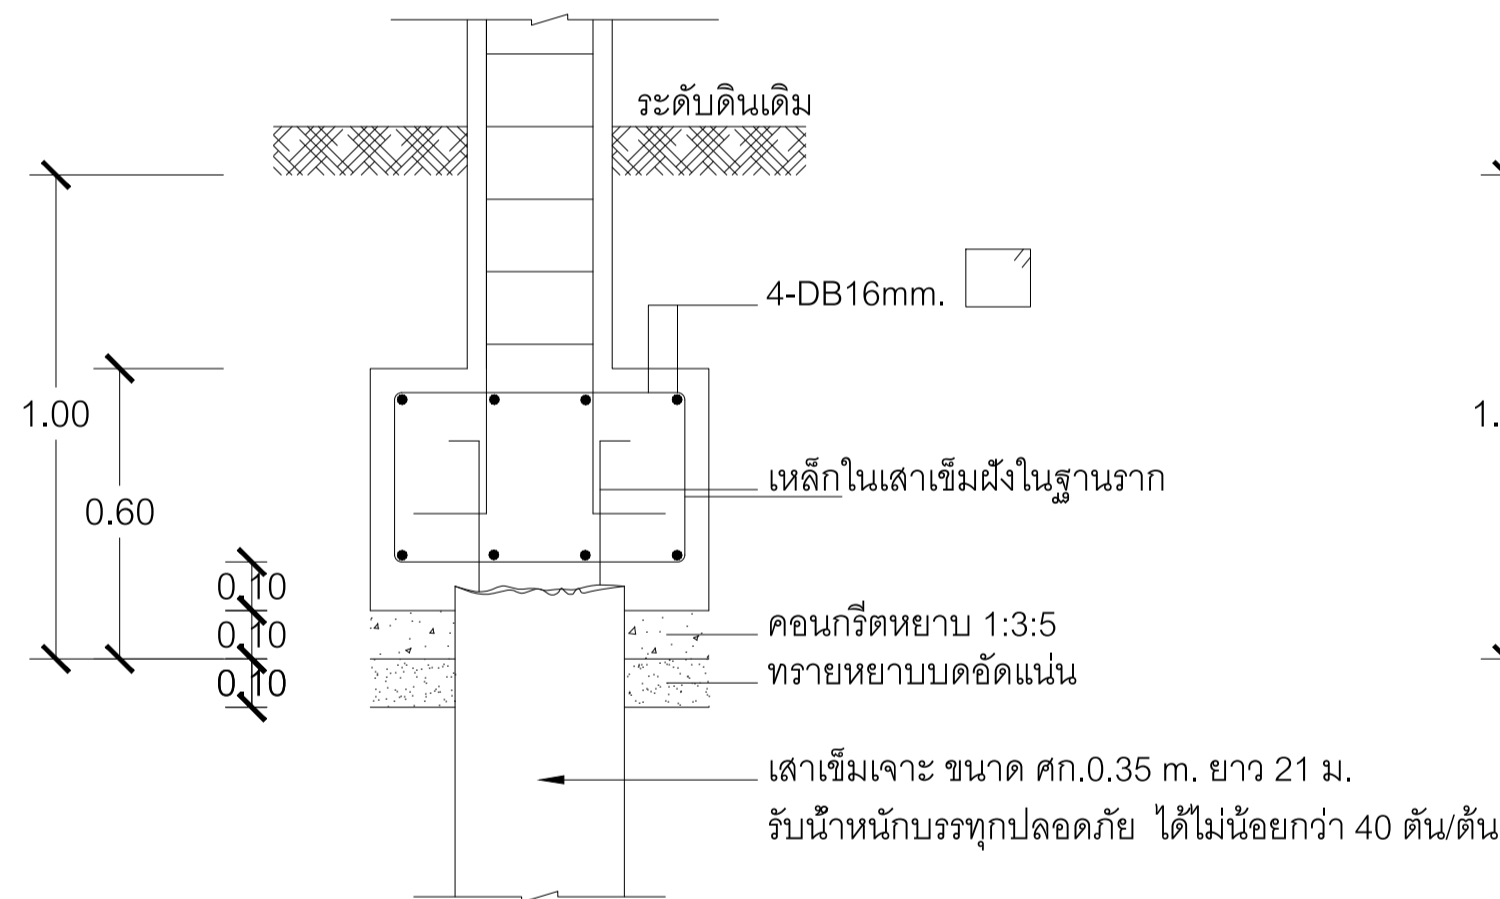 ระดับดินเดิม
4-DB16mm.
1.00
1.
เหล็กในเสาเข็มฝังในฐานราก
0.60
0.10
คอนกรีตหยาบ 1:3:5
0.10
ทรายหยาบบดอัดแน่น
0.10
เสาเข็มเจาะ ขนาด ศก.0.35 m. ยาว 21 ม.
รับน้ำหนักบรรทุกปลอดภัย ได้ไม่น้อยกว่า 40 ตัน/ต้น